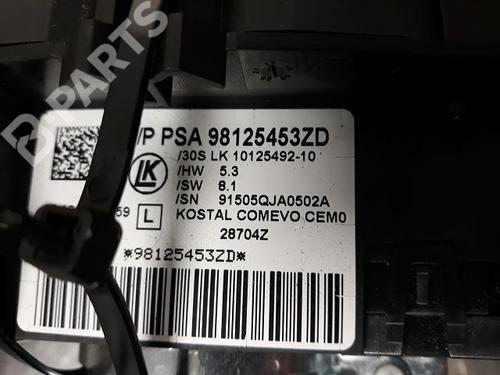 B-PARTS
/P PSA 98125453ZD
/30S LK 10125492-10
/HW 5.3
/SW 8.1
/SN 91505QJA0502A
59 L KOSTAL COMEVO CEM0
28704Z
*98125453ZD*
LK